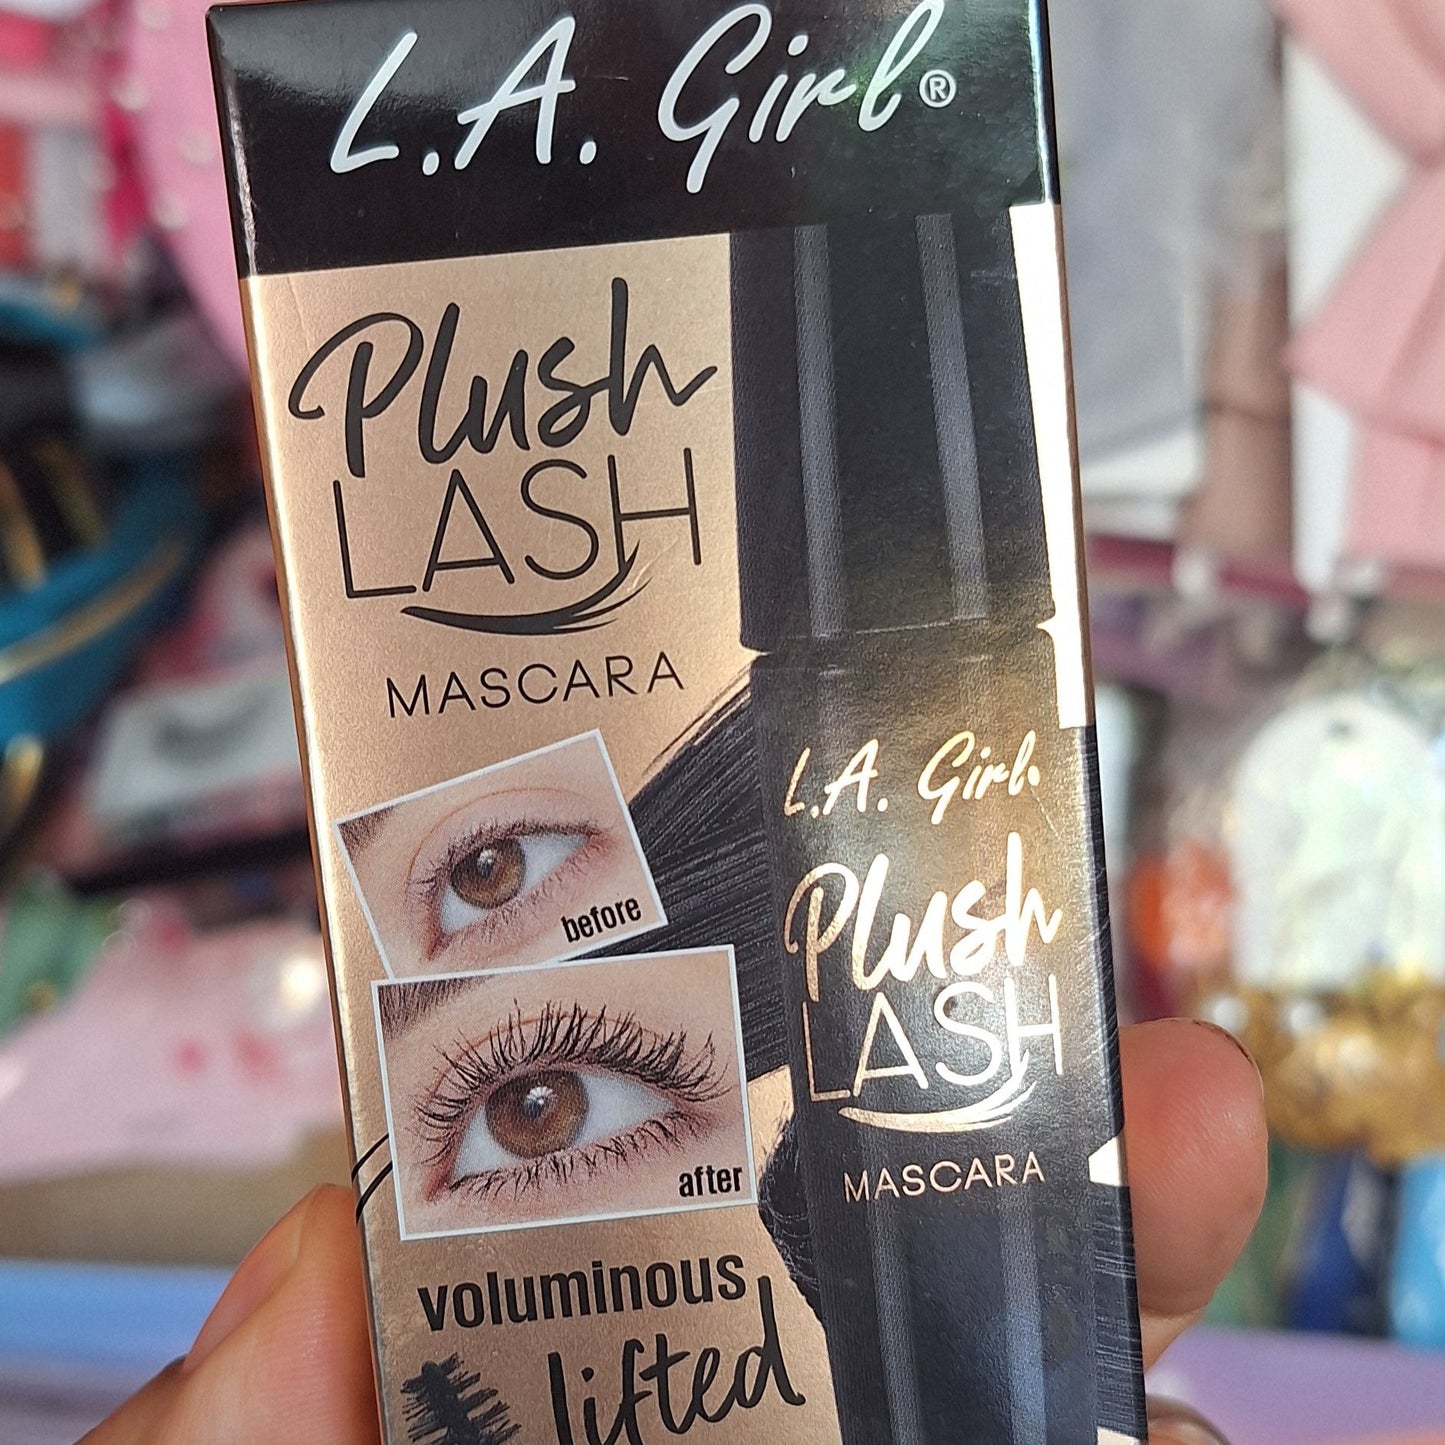 L.A. Girl®
Plush
LASH
MASCARA
before
after
voluminous
lifted
L.A. Girl
Plush
LASH
MASCARA